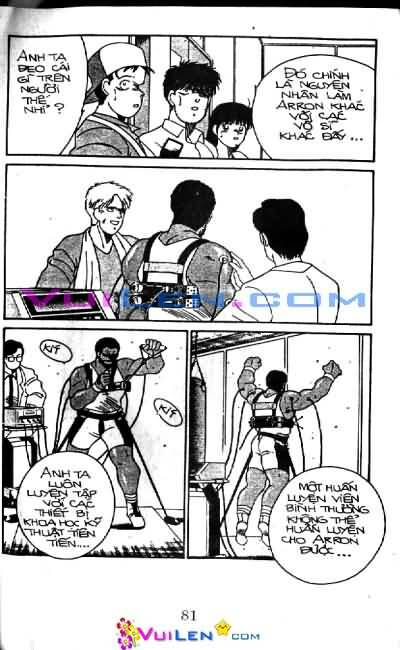 ANH TA
ĐEO CÁI
GÌ TRÊN
NGƯỜI
THẾ
NHỈ?
ĐÓ CHÍNH
LÀ NGUYÊN
NHÂN LÀM
ARRON KHÁC
VỚI CÁC
VÕ SĨ
KHÁC ĐẤY...
VUILEN.COM
KỊT
KỊT
ANH TA
LUÔN
LUYỆN TẬP
VỚI CÁC
THIẾT BỊ
KHOA HỌC KỸ
THUẬT TIÊN
TIẾN....
MỘT HUẤN
LUYỆN VIÊN
BÌNH THƯỜNG
KHÔNG THỂ
HUẤN LUYỆN
CHO ARRON
ĐƯỢC...
81
VUILEN.COM